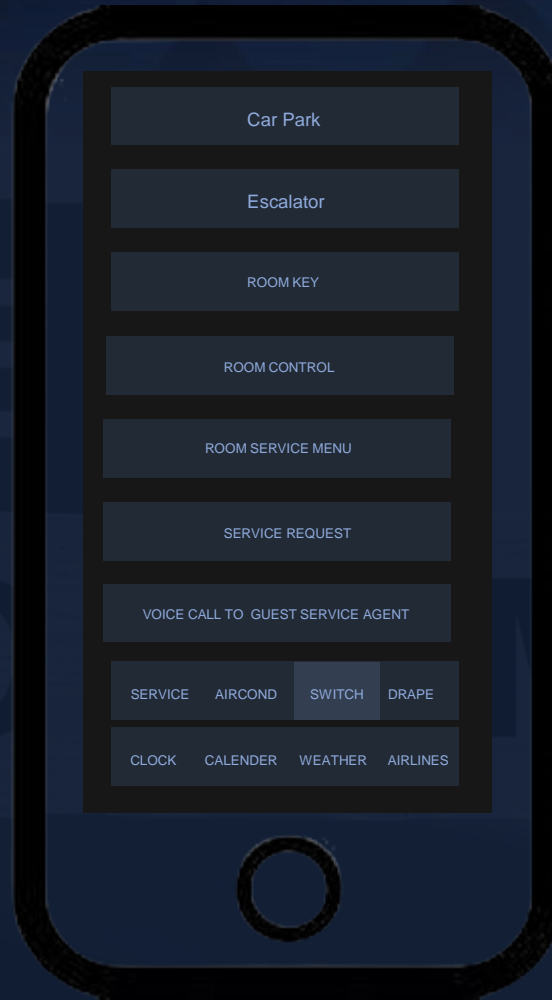 Car Park
Escalator
ROOM KEY
ROOM CONTROL
ROOM SERVICE MENU
SERVICE REQUEST
VOICE CALL TO GUEST SERVICE AGENT
SERVICE AIRCOND SWITCH DRAPE
CLOCK CALENDER WEATHER AIRLINES